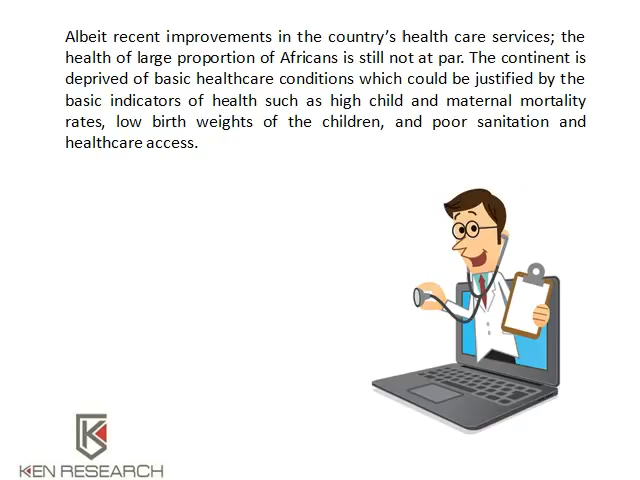 Albeit recent improvements in the country’s health care services; the
health of large proportion of Africans is still not at par. The continent is
deprived of basic healthcare conditions which could be justified by the
basic indicators of health such as high child and maternal mortality
rates, low birth weights of the children, and poor sanitation and
healthcare access.
KEN RESEARCH